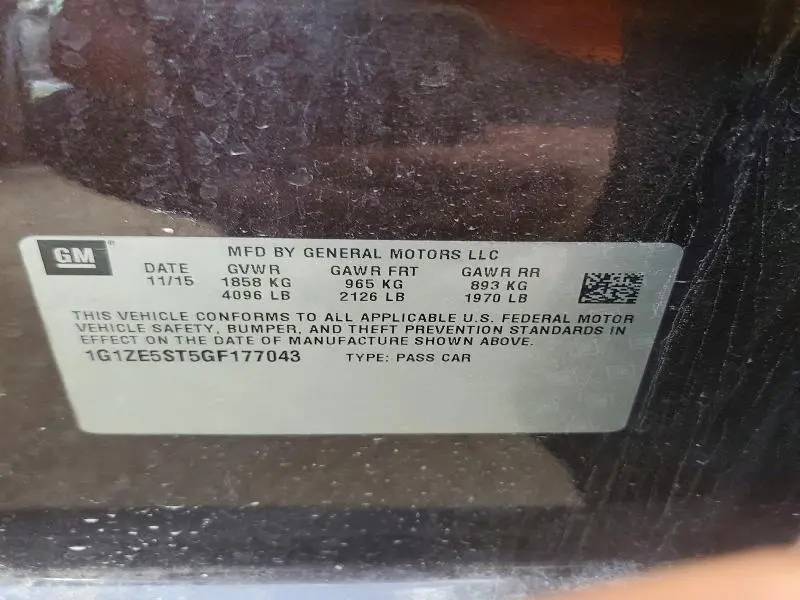 GM®
MFD BY GENERAL MOTORS LLC
DATE GVWR GAWR FRT GAWR RR
11/15 1858 KG 965 KG 893 KG
4096 LB 2126 LB 1970 LB
THIS VEHICLE CONFORMS TO ALL APPLICABLE U.S. FEDERAL MOTOR
VEHICLE SAFETY, BUMPER, AND THEFT PREVENTION STANDARDS IN
EFFECT ON THE DATE OF MANUFACTURE SHOWN ABOVE.
1G1ZE5ST5GF177043 TYPE: PASS CAR